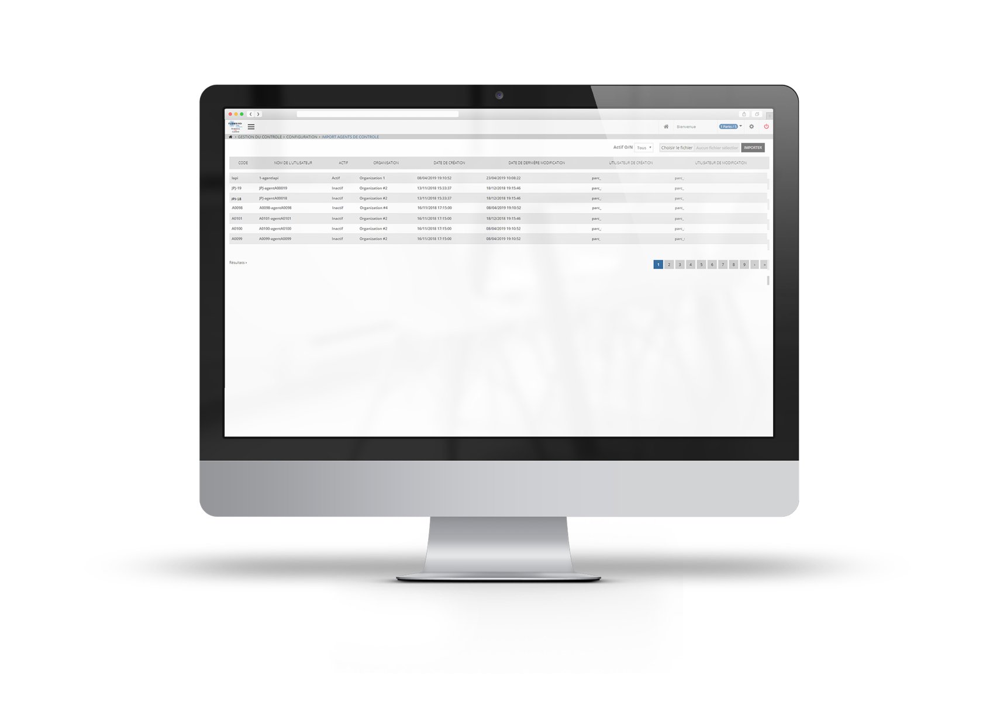 FLOWBIRD
Analytics
Control
Bienvenue
1 Parks / 5
> GESTION DU CONTROLE > CONFIGURATION > IMPORT AGENTS DE CONTROLE
Actif O/N Tous Choisir le fichier Aucun fichier sélection IMPORTER
CODE NOM DE L'UTILISATEUR ACTIF ORGANISATION DATE DE CRÉATION DATE DE DERNIÈRE MODIFICATION UTILISATEUR DE CRÉATION UTILISATEUR DE MODIFICATION
lapi 1-agentlapi Actif Organization 1 08/04/2019 19:10:52 23/04/2019 10:08:22 parc_ parc_
JPJ-19 JPJ-agentA00019 Inactif Organization #2 13/11/2018 15:33:37 18/12/2018 19:15:46 parc_ parc_
JPJ-18 JPJ-agentA00018 Inactif Organization #2 13/11/2018 15:33:37 18/12/2018 19:15:46 parc_ parc_
A0098 A0098-agentA0098 Inactif Organization #4 16/11/2018 17:15:00 08/04/2019 19:10:52 parc_ parc_
A0101 A0101-agentA0101 Inactif Organization #2 16/11/2018 17:15:00 18/12/2018 19:15:46 parc_ parc_
A0100 A0100-agentA0100 Inactif Organization #2 16/11/2018 17:15:00 08/04/2019 19:10:52 parc_ parc_
A0099 A0099-agentA0099 Inactif Organization #2 16/11/2018 17:15:00 08/04/2019 19:10:52 parc_ parc_
Résultats
1 2 3 4 5 6 7 8 9 › »